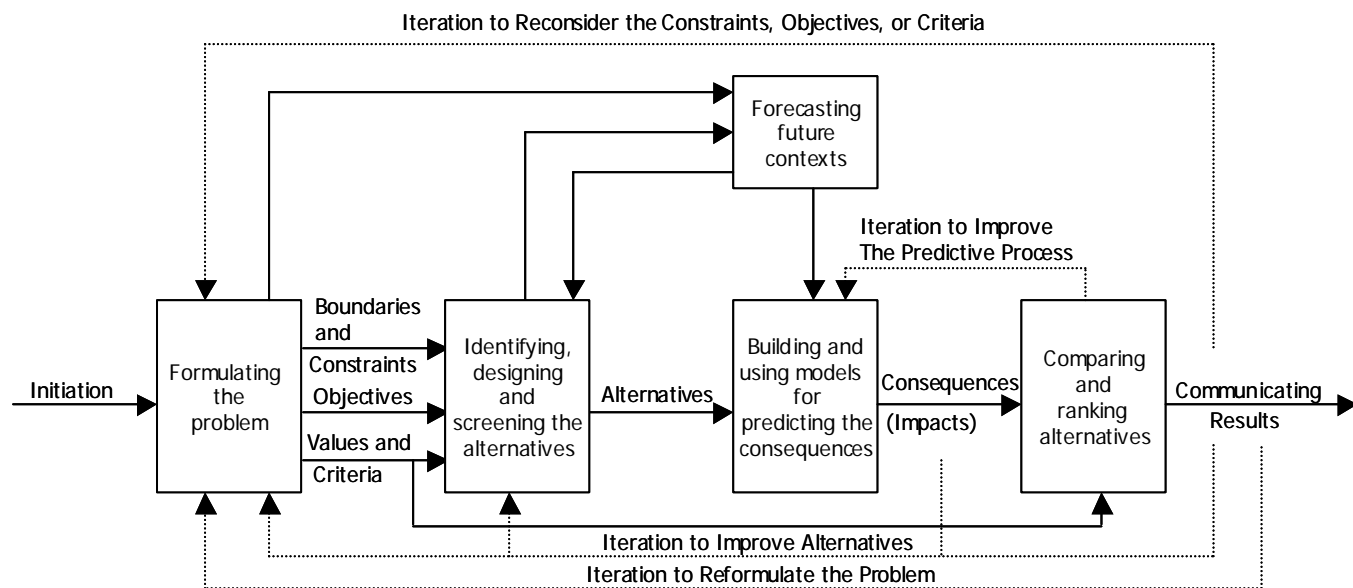 Iteration to Reconsider the Constraints, Objectives, or Criteria
Forecasting
future
contexts
Iteration to Improve
The Predictive Process
Initiation
Formulating
the
problem
Boundaries
and
Constraints
Objectives
Values and
Criteria
Identifying,
designing
and
screening the
alternatives
Alternatives
Building and
using models
for
predicting the
consequences
Consequences
(Impacts)
Comparing
and
ranking
alternatives
Communicating
Results
Iteration to Improve Alternatives
Iteration to Reformulate the Problem